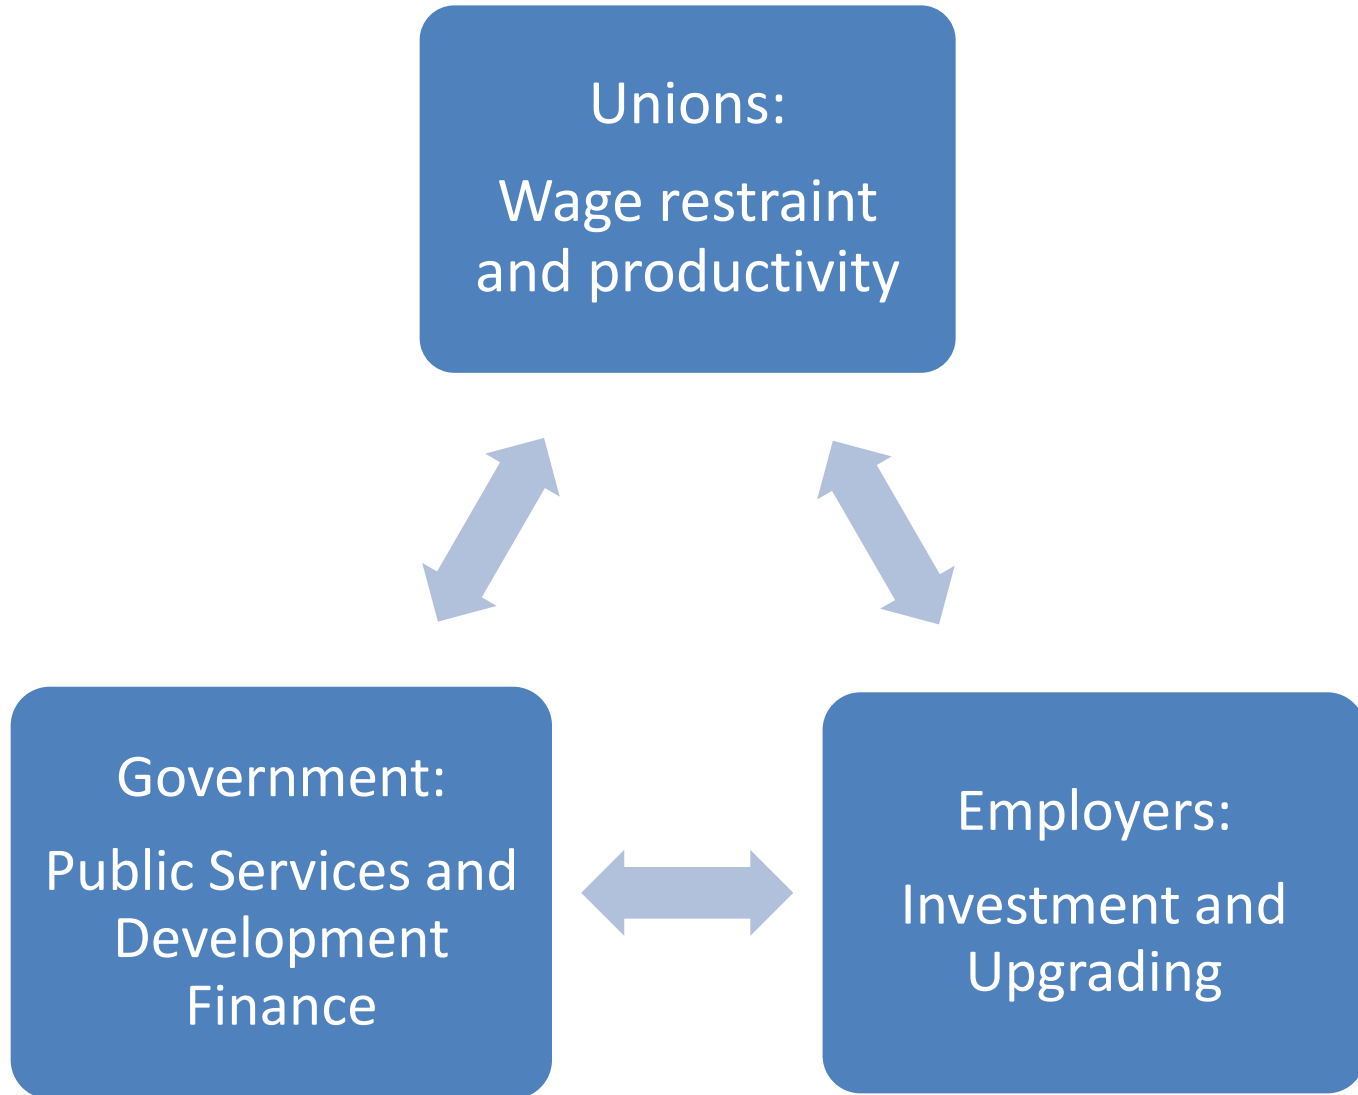 Unions:
Wage restraint
and productivity
Government:
Public Services and
Development
Finance
Employers:
Investment and
Upgrading